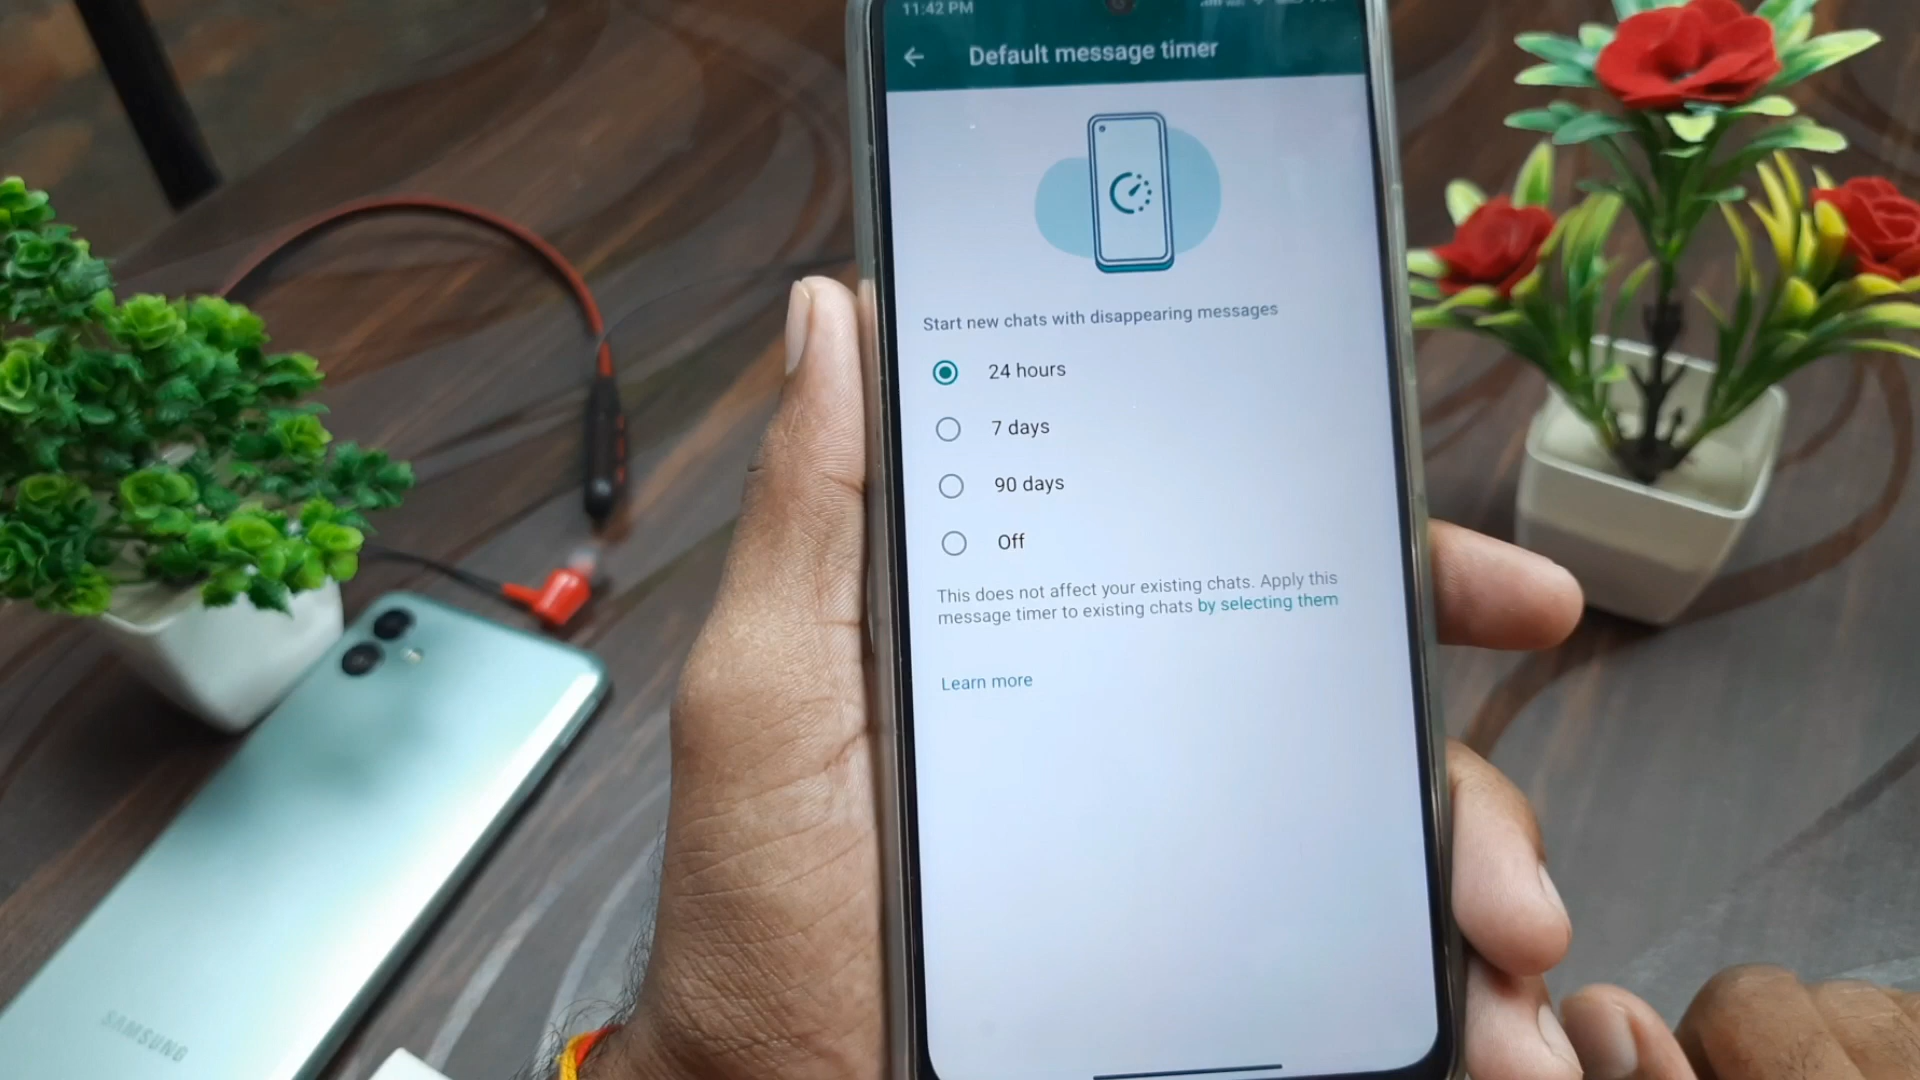 11:42 PM
Default message timer
Start new chats with disappearing messages
24 hours
7 days
90 days
Off
This does not affect your existing chats. Apply this
message timer to existing chats by selecting them
Learn more
SAMSUNG